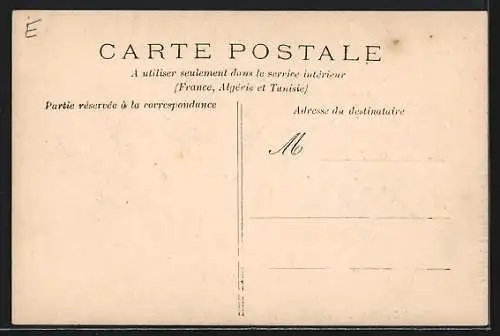 É
CARTE POSTALE
A utiliser seulement dans le service intérieur
(France, Algérie et Tunisie)
Partie réservée à la correspondance
Adresse du destinataire
M